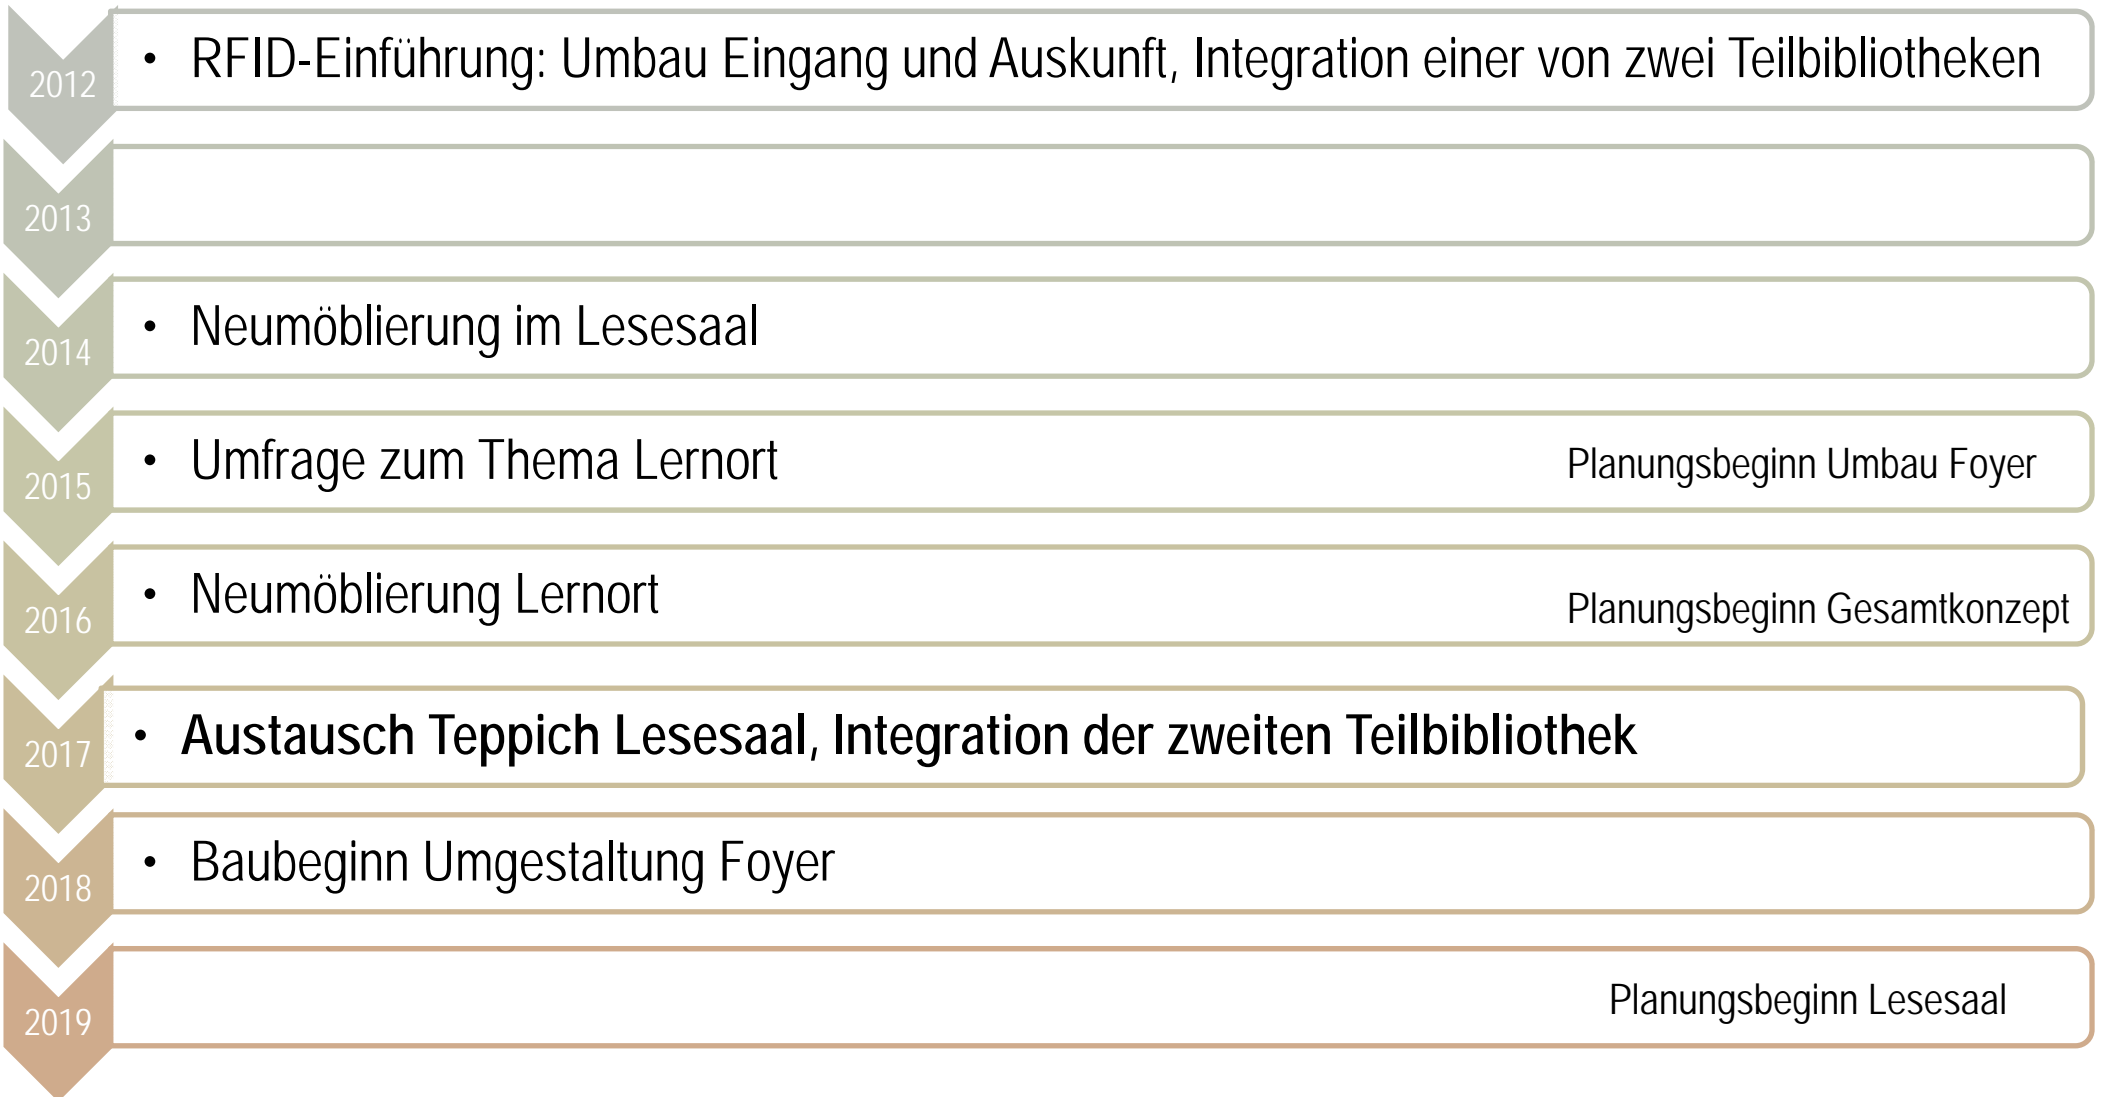 2012
• RFID-Einführung: Umbau Eingang und Auskunft, Integration einer von zwei Teilbibliotheken
2013
2014
• Neumöblierung im Lesesaal
2015
• Umfrage zum Thema Lernort
Planungsbeginn Umbau Foyer
2016
• Neumöblierung Lernort
Planungsbeginn Gesamtkonzept
2017
• Austausch Teppich Lesesaal, Integration der zweiten Teilbibliothek
2018
• Baubeginn Umgestaltung Foyer
2019
Planungsbeginn Lesesaal